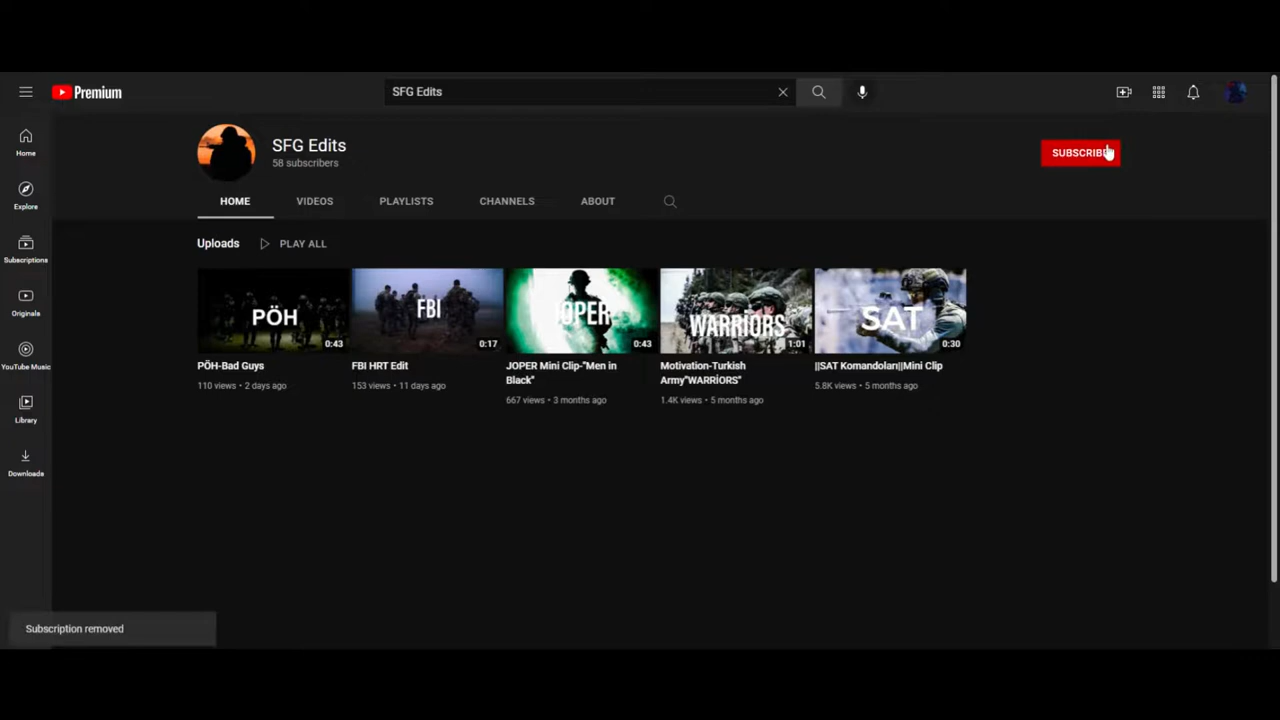 Premium
SFG Edits
Home
Explore
Subscriptions
Originals
YouTube Music
Library
Downloads
SFG Edits
58 subscribers
SUBSCRIBE
HOME VIDEOS PLAYLISTS CHANNELS ABOUT
Uploads PLAY ALL
PÖH
0:43
PÖH-Bad Guys
110 views • 2 days ago
FBI
0:17
FBI HRT Edit
153 views • 11 days ago
JOPER
0:43
JOPER Mini Clip-"Men in
Black"
667 views • 3 months ago
WARRİORS
1:01
Motivation-Turkish
Army"WARRİORS"
1.4K views • 5 months ago
SAT
0:30
||SAT Komandoları||Mini Clip
5.8K views • 5 months ago
Subscription removed